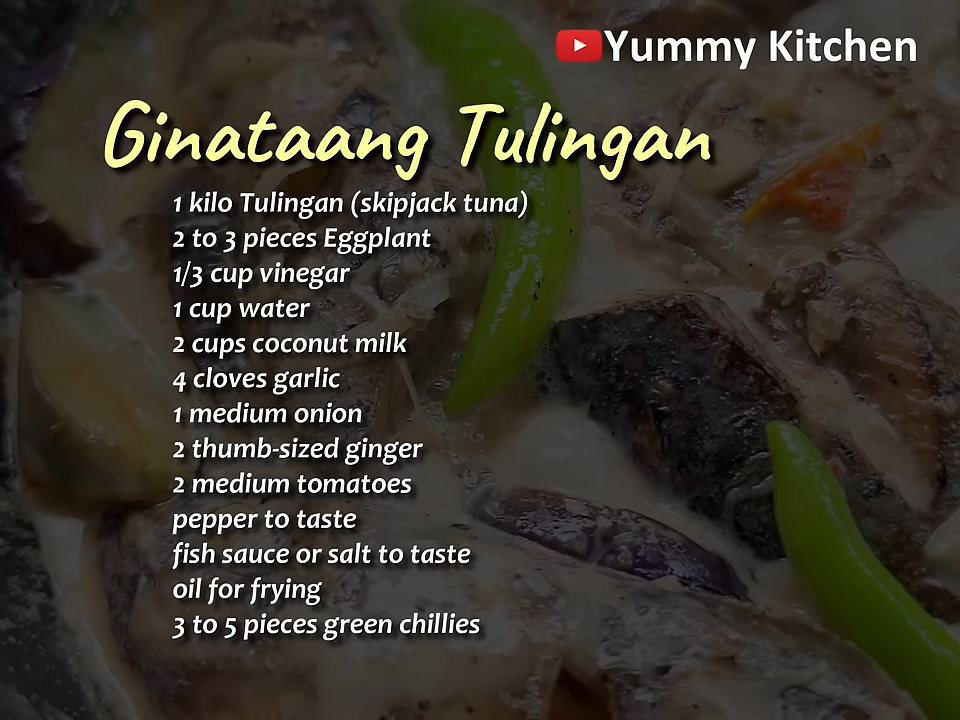 Yummy Kitchen
Ginataang Tulingan
1 kilo Tulingan (skipjack tuna)
2 to 3 pieces Eggplant
1/3 cup vinegar
1 cup water
2 cups coconut milk
4 cloves garlic
1 medium onion
2 thumb-sized ginger
2 medium tomatoes
pepper to taste
fish sauce or salt to taste
oil for frying
3 to 5 pieces green chillies